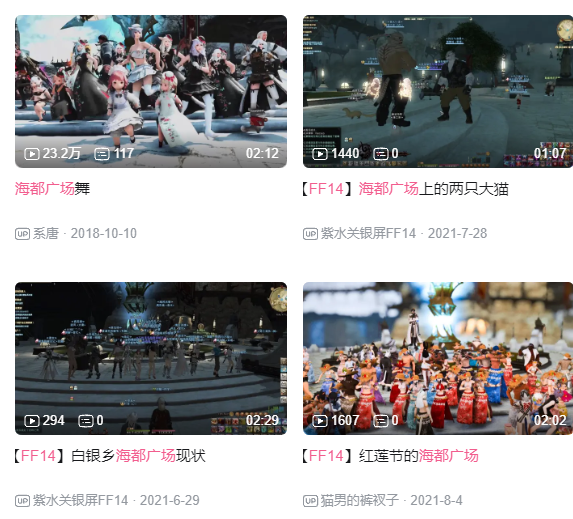 23.2万 117 02:12
1440 0 01:07
海都广场舞
【FF14】海都广场上的两只大猫
UP 系唐 · 2018-10-10
UP 紫水关银屏FF14 · 2021-7-28
294 0 02:29
1607 0 02:02
【FF14】白银乡海都广场现状
【FF14】红莲节的海都广场
UP 紫水关银屏FF14 · 2021-6-29
UP 猫男的裤衩子 · 2021-8-4